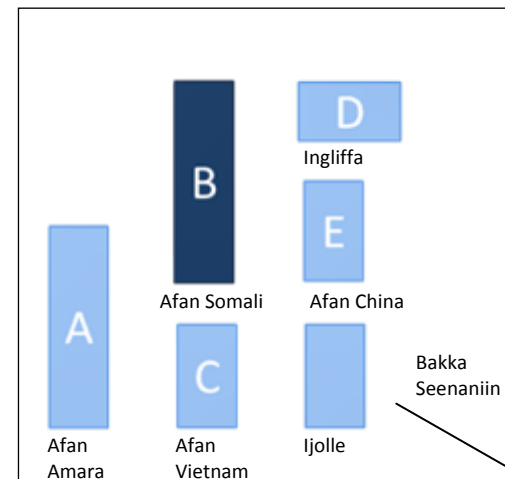 D
Ingliffa
B
E
Afan Somali
Afan China
A
C
Bakka
Seenaniin
Afan
Amara
Afan
Vietnam
Ijolle